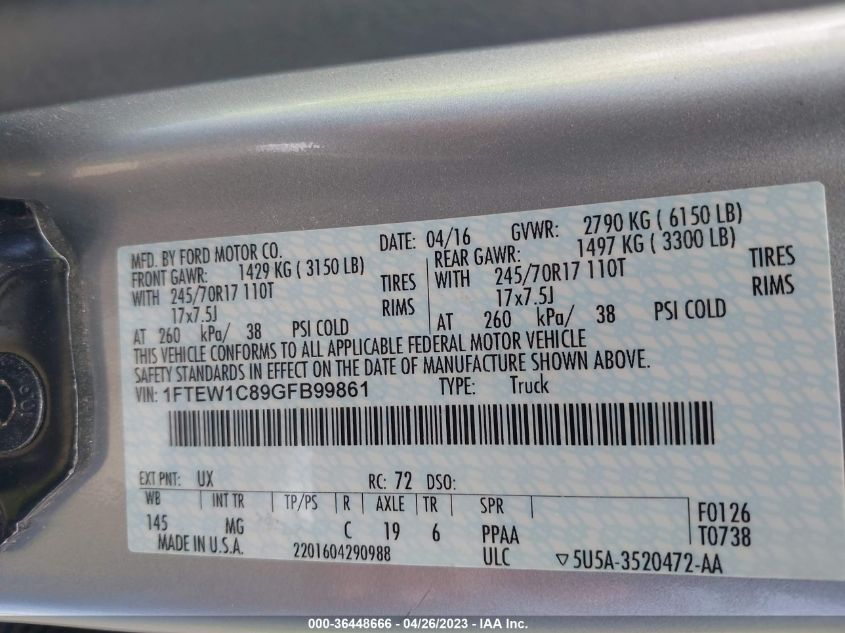 MFD. BY FORD MOTOR CO.
DATE: 04/16 GVWR: 2790 KG ( 6150 LB)
FRONT GAWR: 1429 KG ( 3150 LB) REAR GAWR: 1497 KG ( 3300 LB)
WITH 245/70R17 110T TIRES WITH 245/70R17 110T TIRES
17x7.5J RIMS 17x7.5J RIMS
AT 260 kPa/ 38 PSI COLD AT 260 kPa/ 38 PSI COLD
THIS VEHICLE CONFORMS TO ALL APPLICABLE FEDERAL MOTOR VEHICLE
SAFETY STANDARDS IN EFFECT ON THE DATE OF MANUFACTURE SHOWN ABOVE.
VIN: 1FTEW1C89GFB99861 TYPE: Truck
EXT PNT: UX RC: 72 DSO:
WB INT TR TP/PS R AXLE TR SPR
145 MG C 19 6 PPAA
F0126
T0738
MADE IN U.S.A. 2201604290988 ULC ▽5U5A-3520472-AA
000-36448666 - 04/26/2023 - IAA Inc.